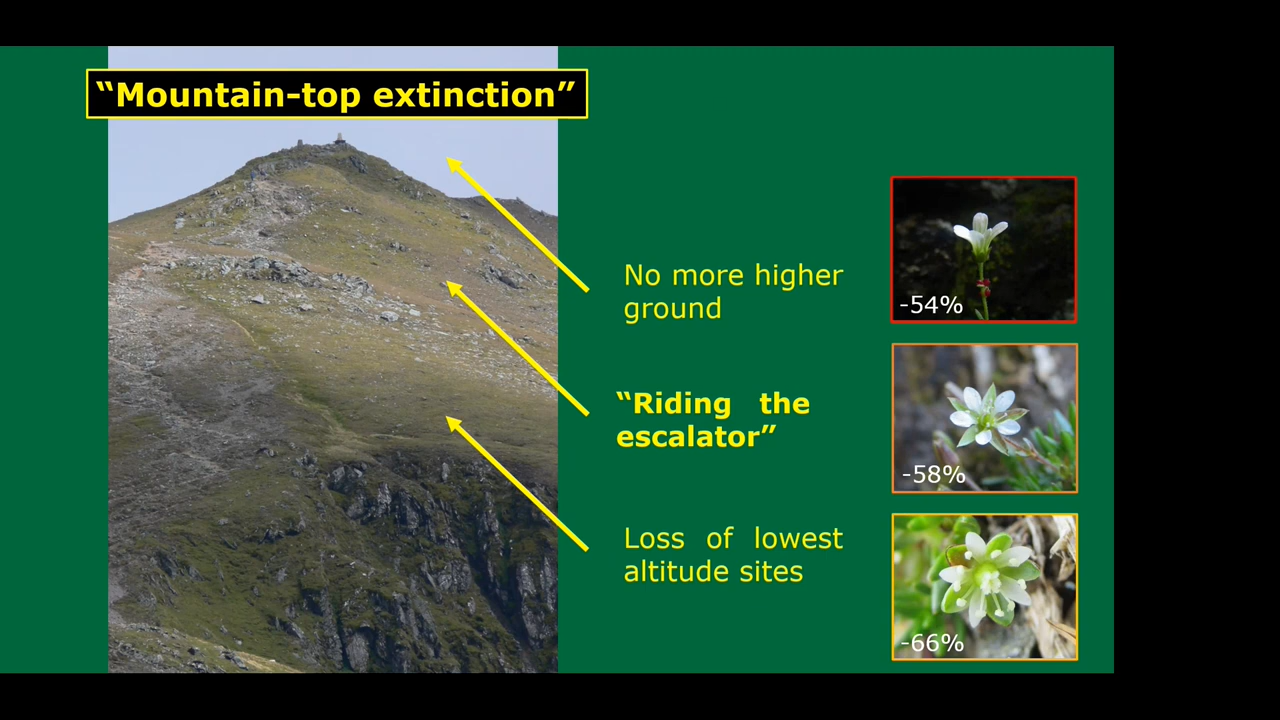 “Mountain-top extinction”
No more higher
ground
“Riding the
escalator”
Loss of lowest
altitude sites
-54%
-58%
-66%